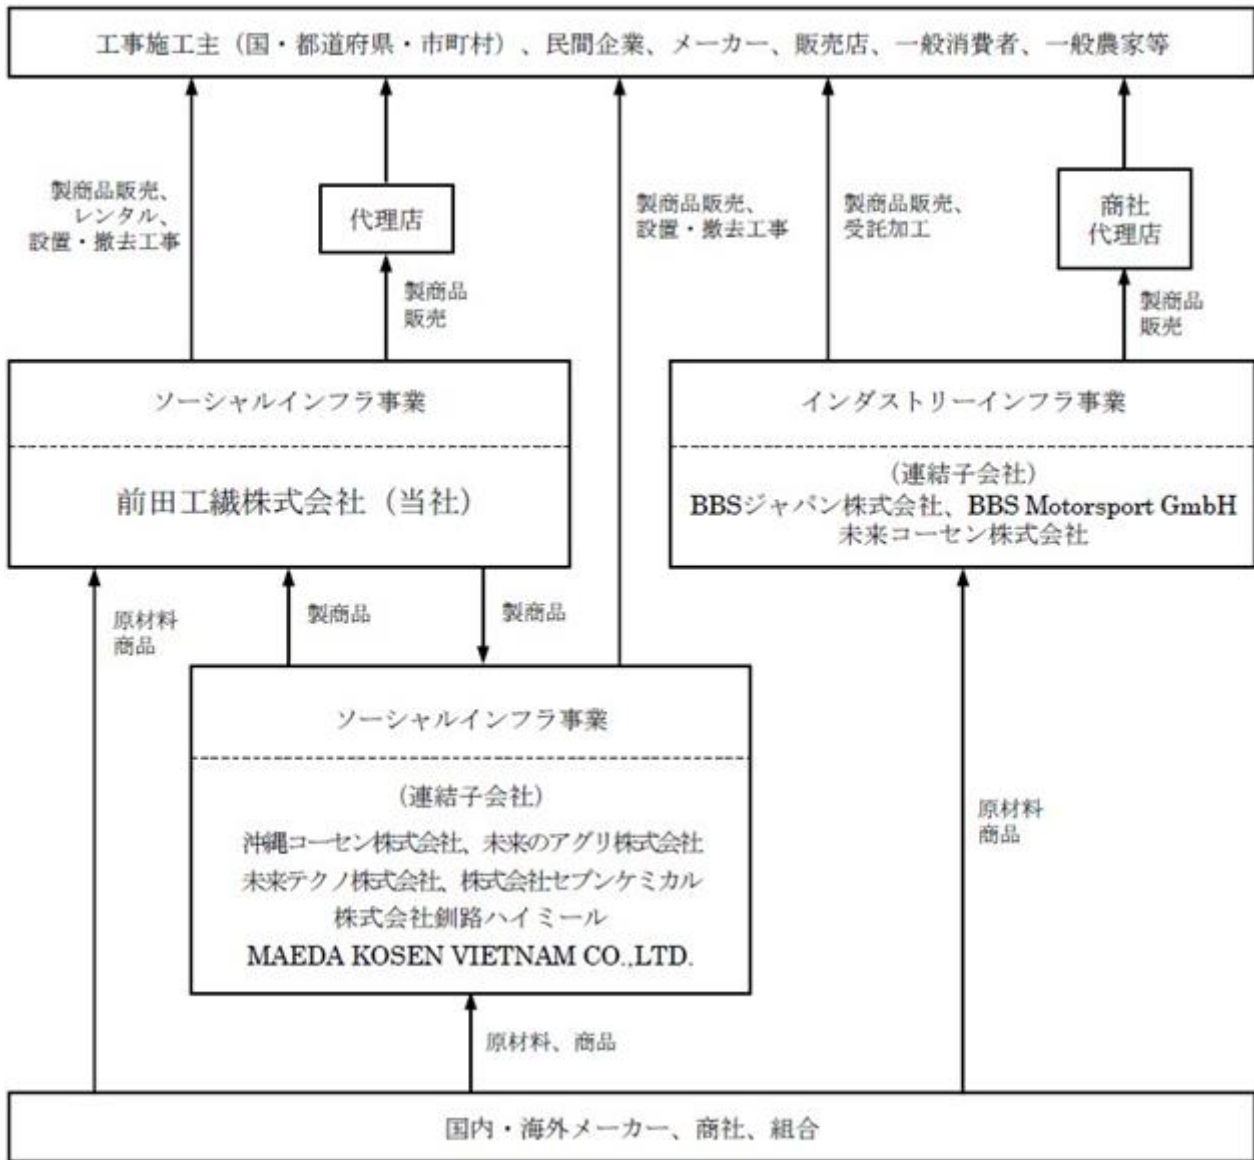 工事施工主（国・都道府県・市町村）、民間企業、メーカー、販売店、一般消費者、一般農家等
製商品販売、
レンタル、
設置・撤去工事
代理店
製商品
販売
製商品販売、
設置・撤去工事
製商品販売、
受託加工
商社
代理店
製商品
販売
ソーシャルインフラ事業
前田工繊株式会社（当社）
インダストリーインフラ事業
（連結子会社）
BBSジャパン株式会社、BBS Motorsport GmbH
未来コーセン株式会社
原材料
商品
製商品
製商品
ソーシャルインフラ事業
（連結子会社）
沖縄コーセン株式会社、未来のアグリ株式会社
未来テクノ株式会社、株式会社セブンケミカル
株式会社釧路ハイミール
MAEDA KOSEN VIETNAM CO.,LTD.
原材料
商品
原材料、商品
国内・海外メーカー、商社、組合